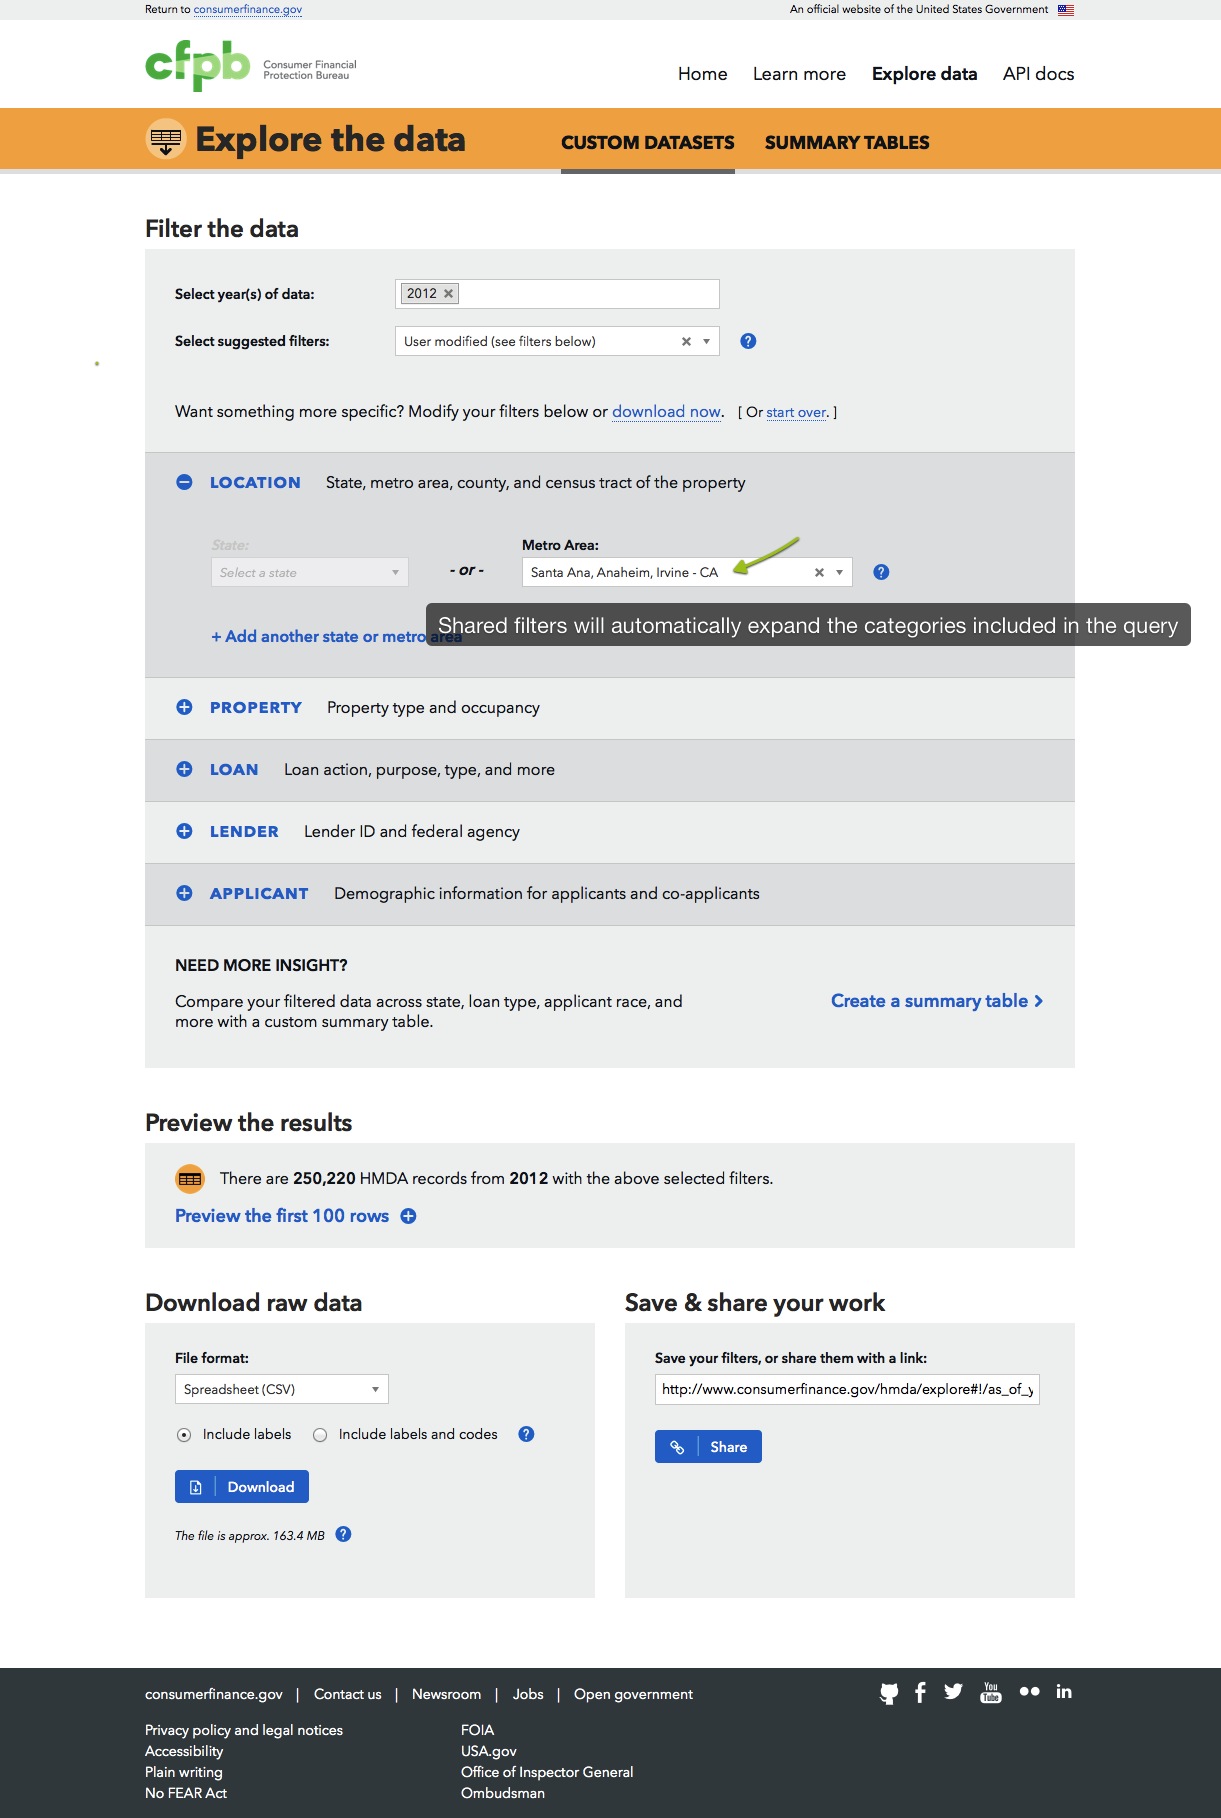 Return to consumerfinance.gov
An official website of the United States Government
cfpb
Consumer Financial
Protection Bureau
Home
Learn more
Explore data
API docs
Explore the data
CUSTOM DATASETS
SUMMARY TABLES
Filter the data
Select year(s) of data:
2012
Select suggested filters:
User modified (see filters below)
?
Want something more specific? Modify your filters below or download now. [ Or start over. ]
LOCATION
State, metro area, county, and census tract of the property
State:
Metro Area:
Select a state
- or -
Santa Ana, Anaheim, Irvine - CA
?
Shared filters will automatically expand the categories included in the query
+ Add another state or metro area
PROPERTY
Property type and occupancy
LOAN
Loan action, purpose, type, and more
LENDER
Lender ID and federal agency
APPLICANT
Demographic information for applicants and co-applicants
NEED MORE INSIGHT?
Compare your filtered data across state, loan type, applicant race, and
more with a custom summary table.
Create a summary table
Preview the results
There are 250,220 HMDA records from 2012 with the above selected filters.
Preview the first 100 rows
Download raw data
File format:
Spreadsheet (CSV)
Include labels
Include labels and codes
?
Download
The file is approx. 163.4 MB
?
Save & share your work
Save your filters, or share them with a link:
http://www.consumerfinance.gov/hmda/explore#!/as_of_y
Share
consumerfinance.gov | Contact us | Newsroom | Jobs | Open government
You
Tube
in
Privacy policy and legal notices
Accessibility
Plain writing
No FEAR Act
FOIA
USA.gov
Office of Inspector General
Ombudsman